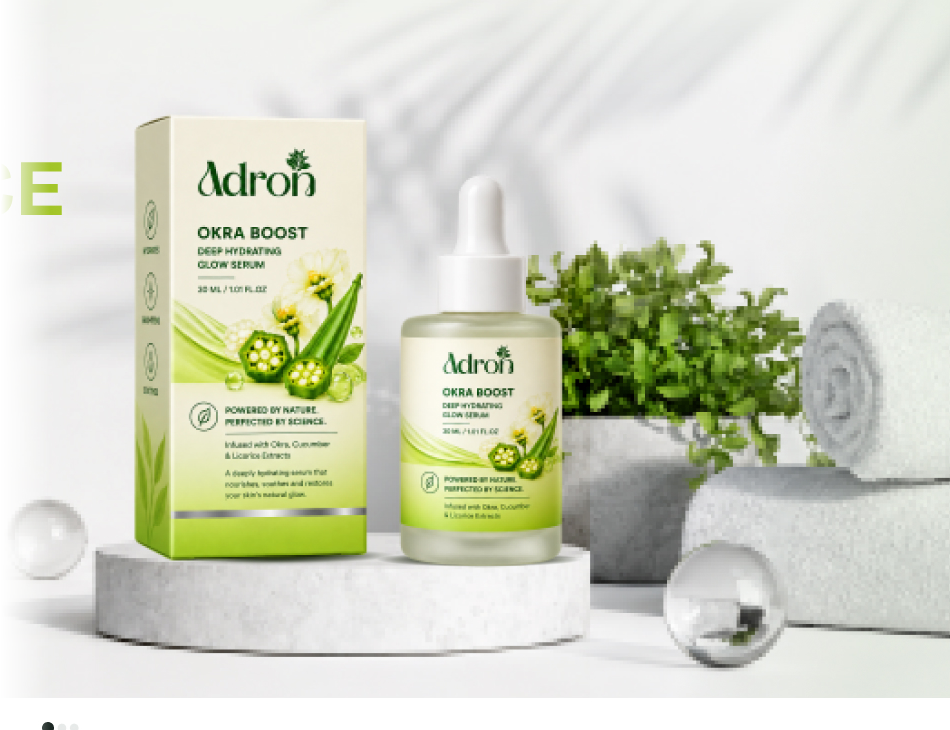 CE
Adron
OKRA BOOST
DEEP HYDRATING
GLOW SERUM
30 ML / 1.01 FL.OZ
POWERED BY NATURE.
PERFECTED BY SCIENCE.
Infused with Okra, Cucumber
& Licorice Extracts
A deeply hydrating serum that
nourishes, soothes and restores
your skin's natural glow.
Adron
OKRA BOOST
DEEP HYDRATING
GLOW SERUM
30 ML / 1.01 FL.OZ
POWERED BY NATURE.
PERFECTED BY SCIENCE.
Infused with Okra, Cucumber
& Licorice Extracts